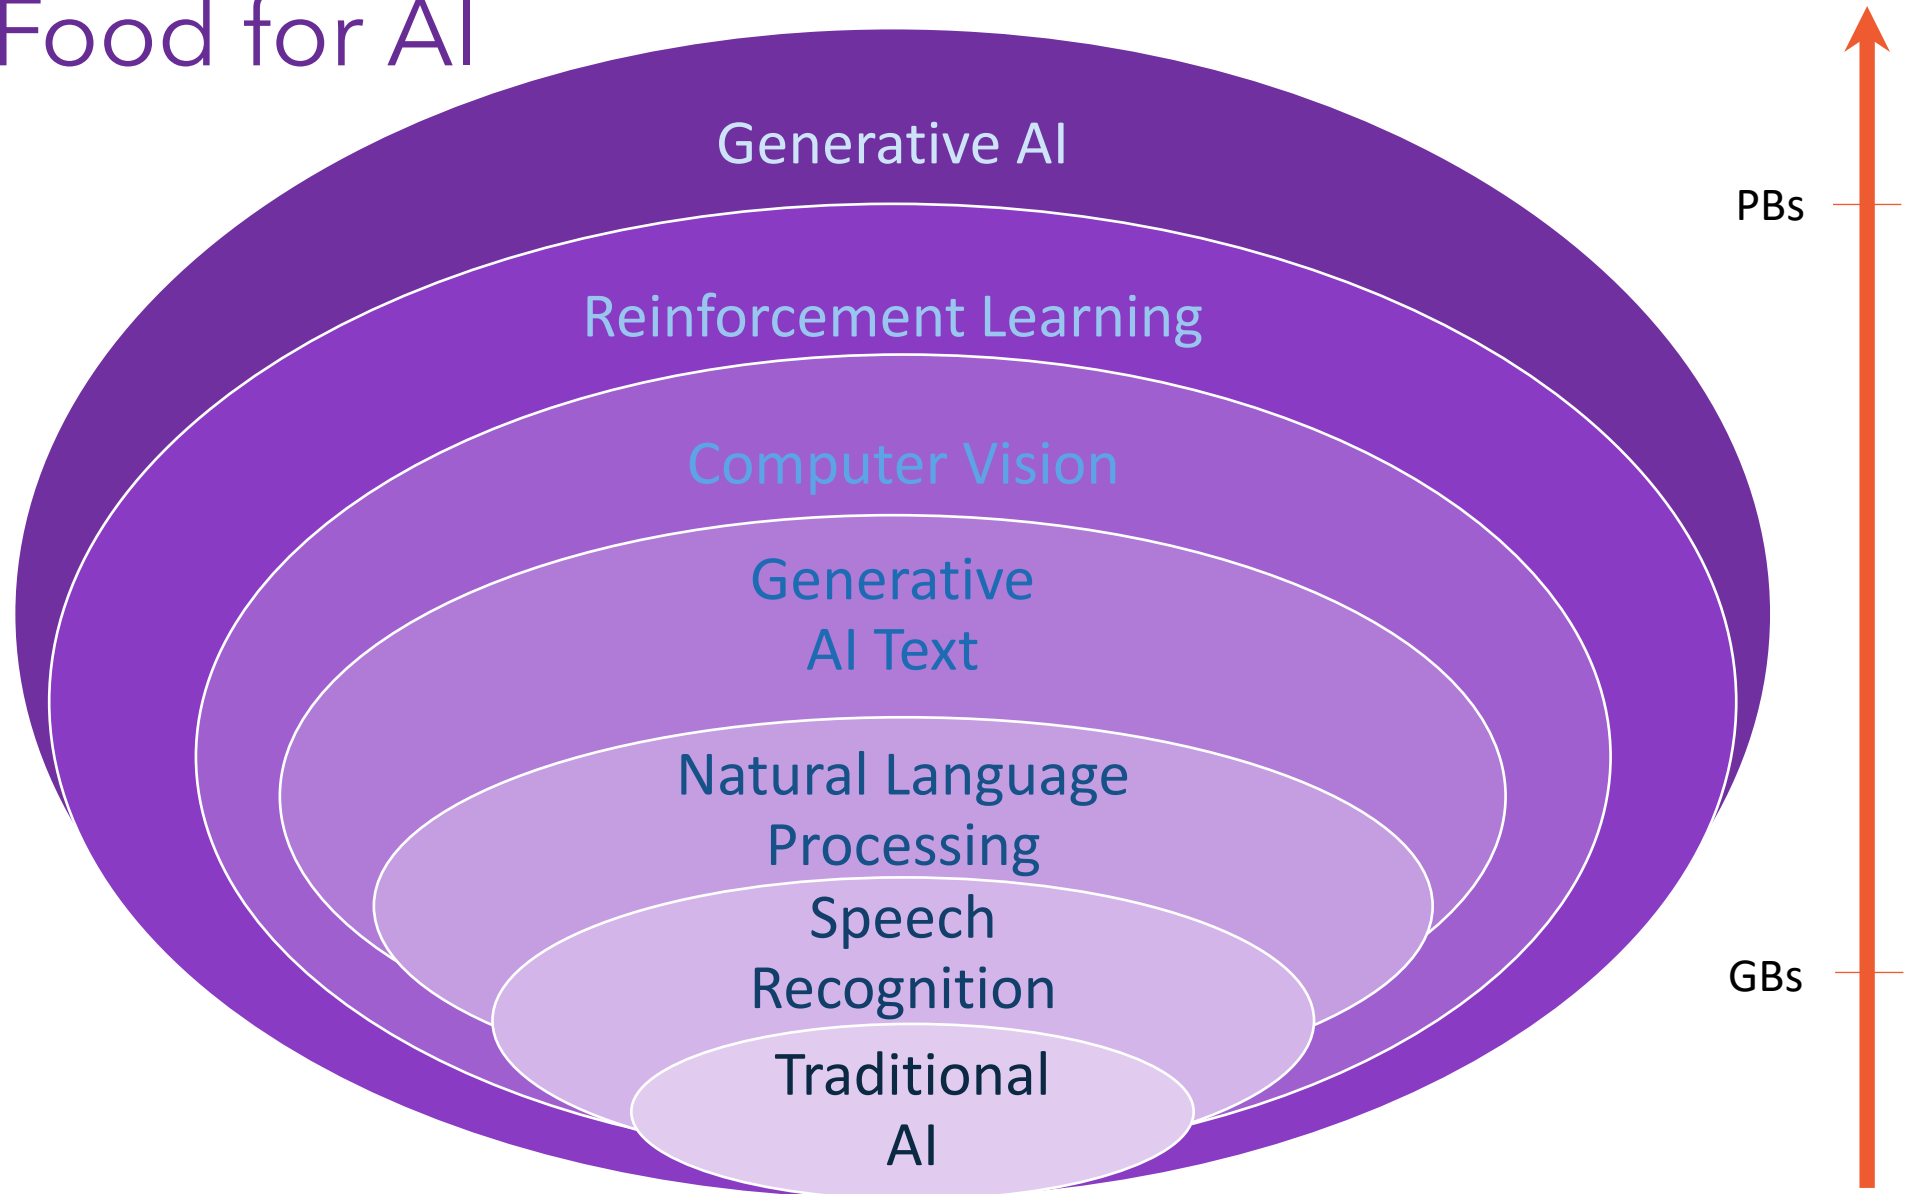 Food for AI
Generative AI
PBs
Reinforcement Learning
Computer Vision
Generative
AI Text
Natural Language
Processing
Speech
Recognition
GBs
Traditional
AI